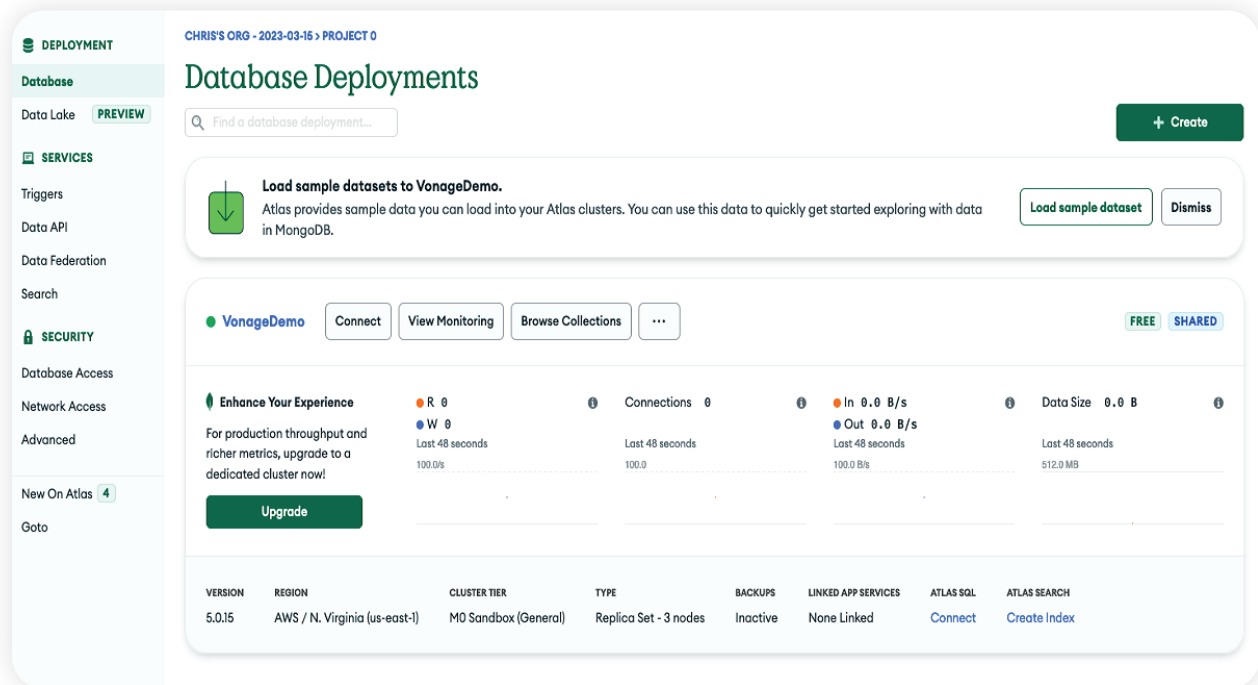 DEPLOYMENT
Database
Data Lake PREVIEW
SERVICES
Triggers
Data API
Data Federation
Search
SECURITY
Database Access
Network Access
Advanced
New On Atlas 4
Goto
CHRIS'S ORG - 2023-03-15 > PROJECT 0
Database Deployments
Find a database deployment...
+ Create
Load sample datasets to VonageDemo.
Atlas provides sample data you can load into your Atlas clusters. You can use this data to quickly get started exploring with data
in MongoDB.
Load sample dataset Dismiss
VonageDemo Connect View Monitoring Browse Collections ... FREE SHARED
Enhance Your Experience
For production throughput and
richer metrics, upgrade to a
dedicated cluster now!
Upgrade
R 0
W 0
Last 48 seconds
100.0/s
Connections 0
Last 48 seconds
100.0
In 0.0 B/s
Out 0.0 B/s
Last 48 seconds
100.0 B/s
Data Size 0.0 B
Last 48 seconds
512.0 MB
VERSION REGION CLUSTER TIER TYPE BACKUPS LINKED APP SERVICES ATLAS SQL ATLAS SEARCH
5.0.15 AWS / N. Virginia (us-east-1) M0 Sandbox (General) Replica Set - 3 nodes Inactive None Linked Connect Create Index